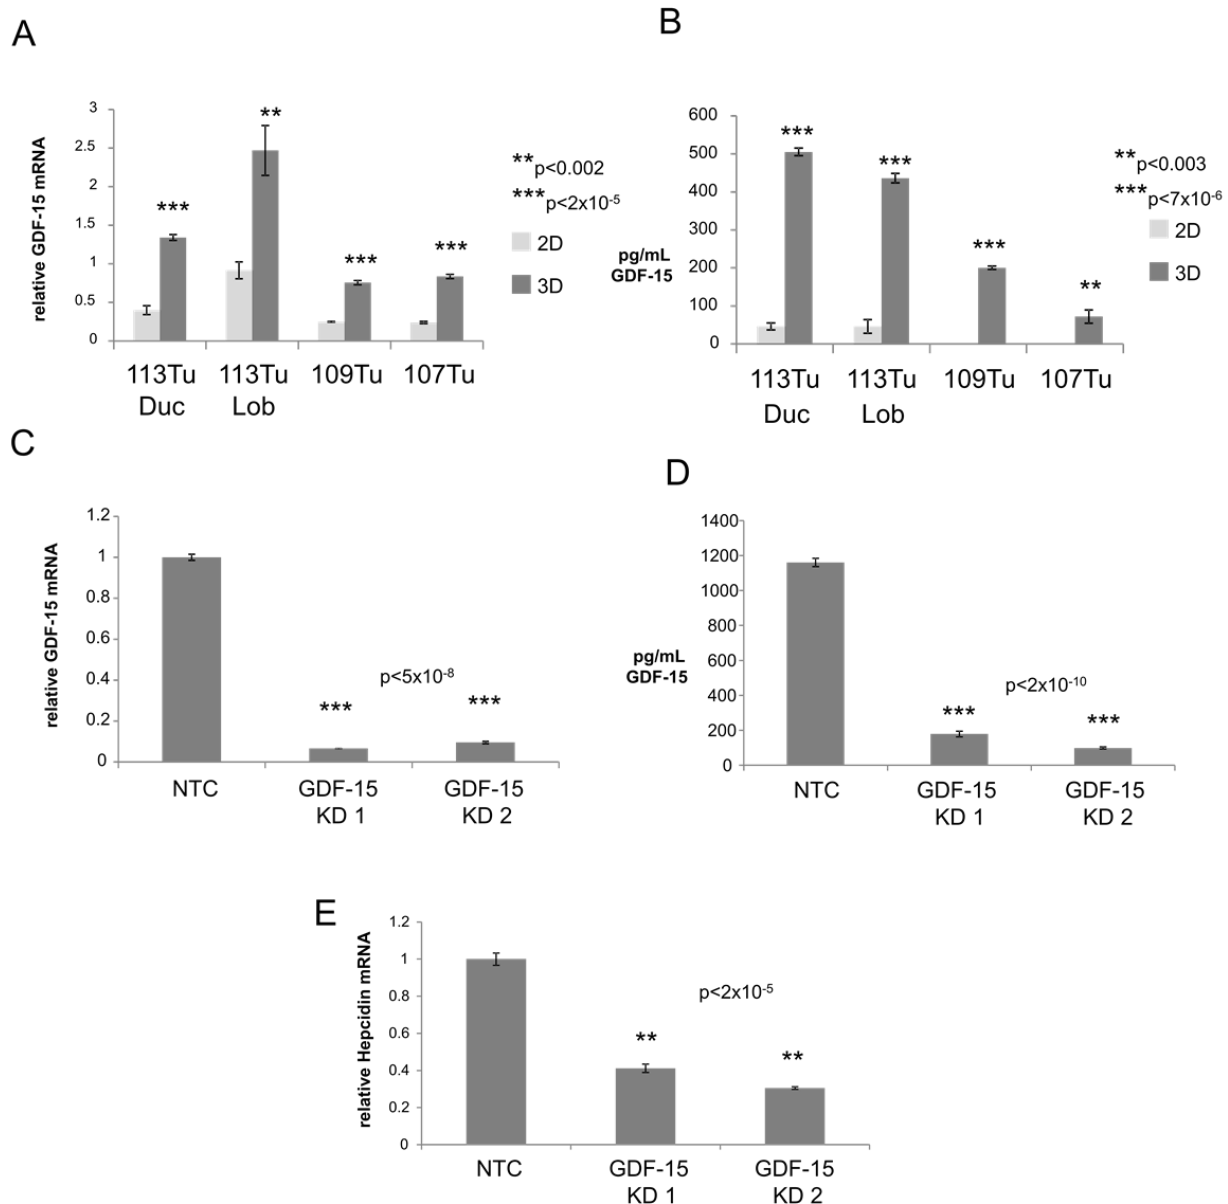 A
relative GDF-15 mRNA
3
2.5
2
1.5
1
0.5
0
***
**
***
***
**p<0.002
***p<2x10-5
2D
3D
113Tu
Duc
113Tu
Lob
109Tu
107Tu
B
pg/mL
GDF-15
600
500
400
300
200
100
0
***
***
***
**
**p<0.003
***p<7x10-6
2D
3D
113Tu
Duc
113Tu
Lob
109Tu
107Tu
C
relative GDF-15 mRNA
1.2
1
0.8
0.6
0.4
0.2
0
p<5x10-8
***
***
NTC
GDF-15
KD 1
GDF-15
KD 2
D
pg/mL
GDF-15
1400
1200
1000
800
600
400
200
0
p<2x10-10
***
***
NTC
GDF-15
KD 1
GDF-15
KD 2
E
relative Hepcidin mRNA
1.2
1
0.8
0.6
0.4
0.2
0
p<2x10-5
**
**
NTC
GDF-15
KD 1
GDF-15
KD 2